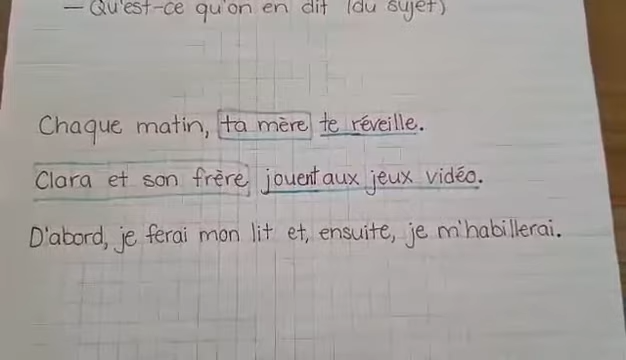 — Qu'est-ce qu'on en dit (du sujet)
Chaque matin, ta mère te réveille.
Clara et son frère jouent aux jeux vidéo.
D'abord, je ferai mon lit et, ensuite, je m'habillerai.